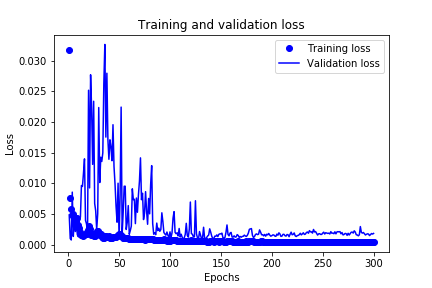 Training and validation loss
Training loss
Validation loss
0.030
0.025
0.020
0.015
0.010
0.005
0.000
Loss
0 50 100 150 200 250 300
Epochs